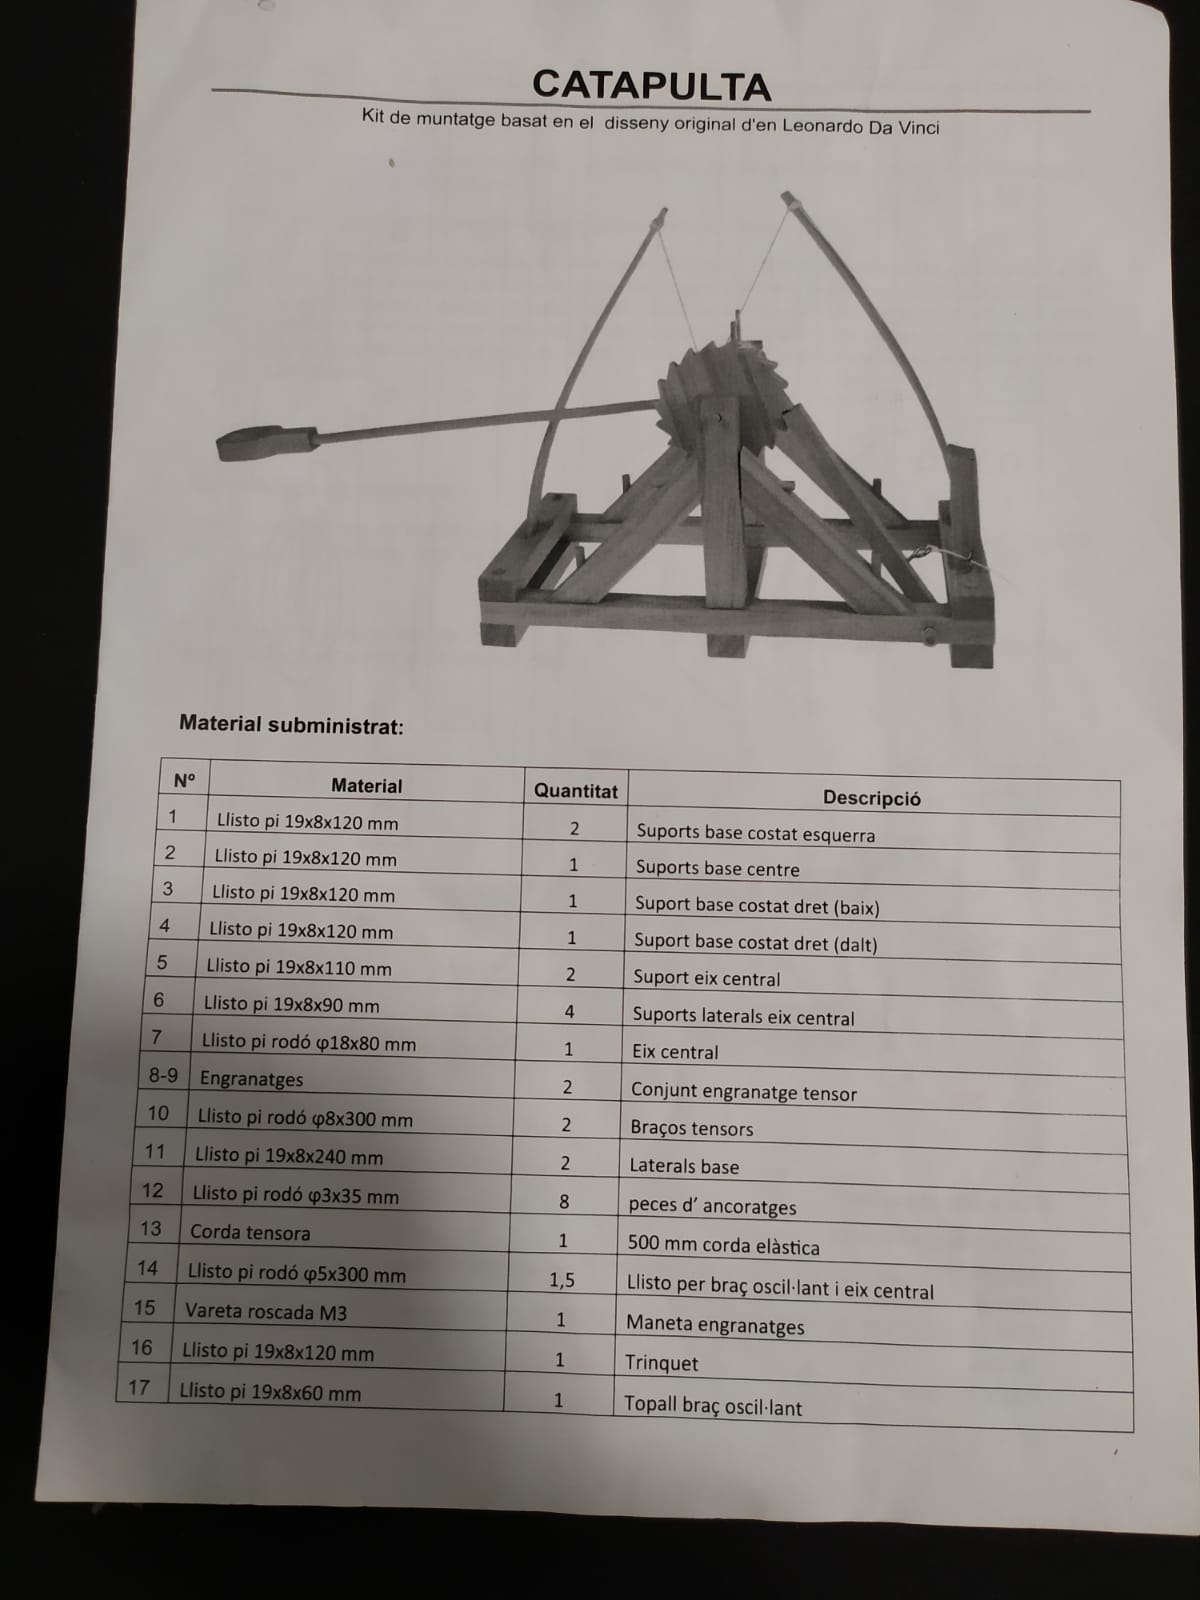 CATAPULTA
Kit de muntatge basat en el disseny original d'en Leonardo Da Vinci
Material subministrat:
Nº Material Quantitat Descripció
1 Llisto pi 19x8x120 mm 2 Suports base costat esquerra
2 Llisto pi 19x8x120 mm 1 Suports base centre
3 Llisto pi 19x8x120 mm 1 Suport base costat dret (baix)
4 Llisto pi 19x8x120 mm 1 Suport base costat dret (dalt)
5 Llisto pi 19x8x110 mm 2 Suport eix central
6 Llisto pi 19x8x90 mm 4 Suports laterals eix central
7 Llisto pi rodó φ18x80 mm 1 Eix central
8-9 Engranatges 2 Conjunt engranatge tensor
10 Llisto pi rodó φ8x300 mm 2 Braços tensors
11 Llisto pi 19x8x240 mm 2 Laterals base
12 Llisto pi rodó φ3x35 mm 8 peces d’ ancoratges
13 Corda tensora 1 500 mm corda elàstica
14 Llisto pi rodó φ5x300 mm 1,5 Llisto per braç oscil·lant i eix central
15 Vareta roscada M3 1 Maneta engranatges
16 Llisto pi 19x8x120 mm 1 Trinquet
17 Llisto pi 19x8x60 mm 1 Topall braç oscil·lant